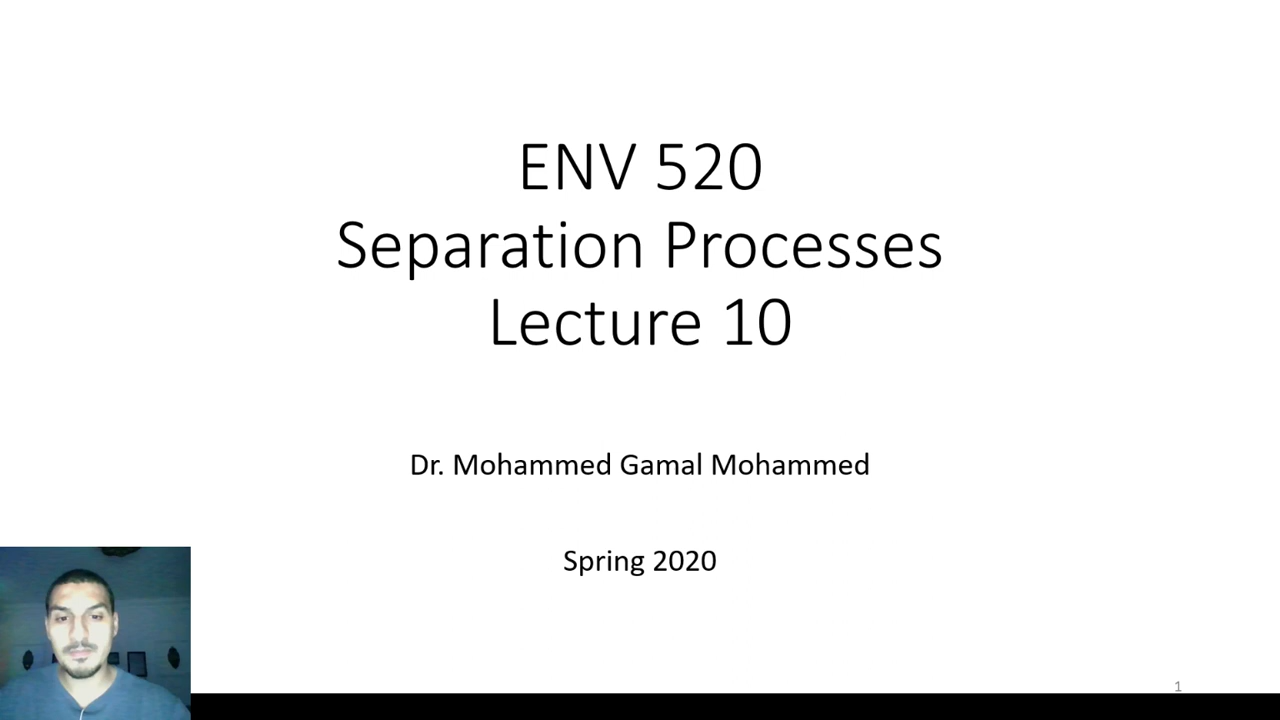 ENV 520
Separation Processes
Lecture 10
Dr. Mohammed Gamal Mohammed
Spring 2020
1